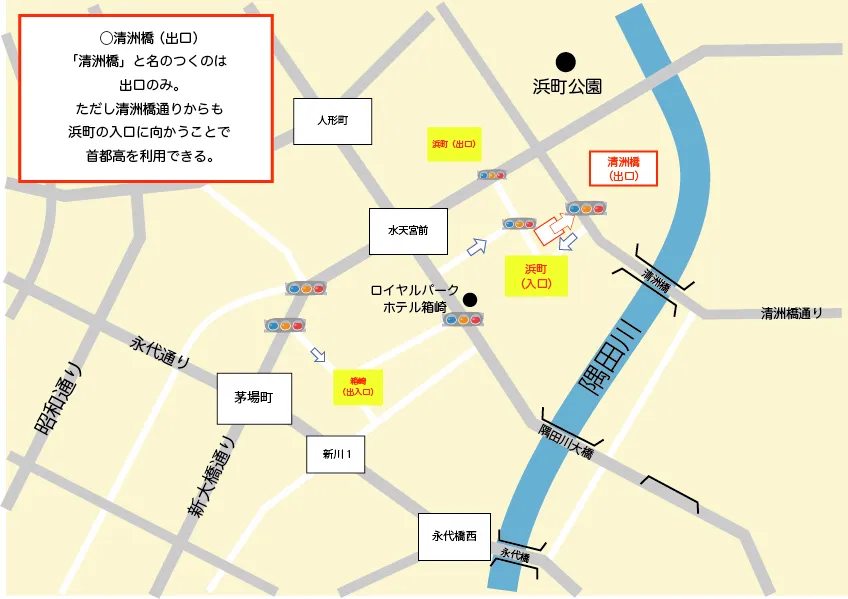 ○清洲橋（出口）
「清洲橋」と名のつくのは
出口のみ。
ただし清洲橋通りからも
浜町の入口に向かうことで
首都高を利用できる。
浜町公園
人形町
浜町（出口）
清洲橋
（出口）
水天宮前
浜町
（入口）
ロイヤルパーク
ホテル箱崎
清洲橋
清洲橋通り
永代通り
隅田川
昭和通り
箱崎
（出入口）
茅場町
新大橋通り
新川１
隅田川大橋
永代橋西
永代橋